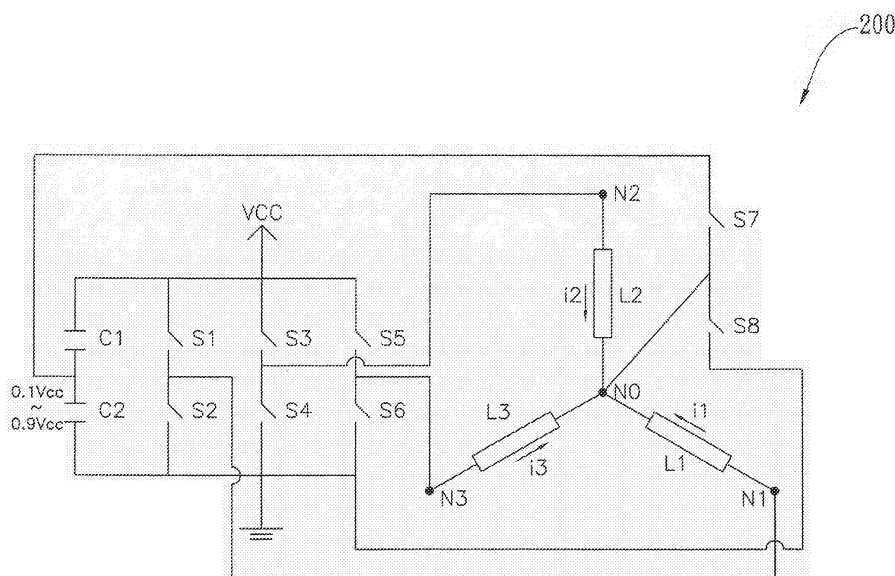 200
N2
VCC
S7
i2
L2
C1
S1
S3
S5
S8
0.1Vcc
~
0.9Vcc
C2
S2
S4
S6
N0
L3
i1
i3
L1
N3
N1